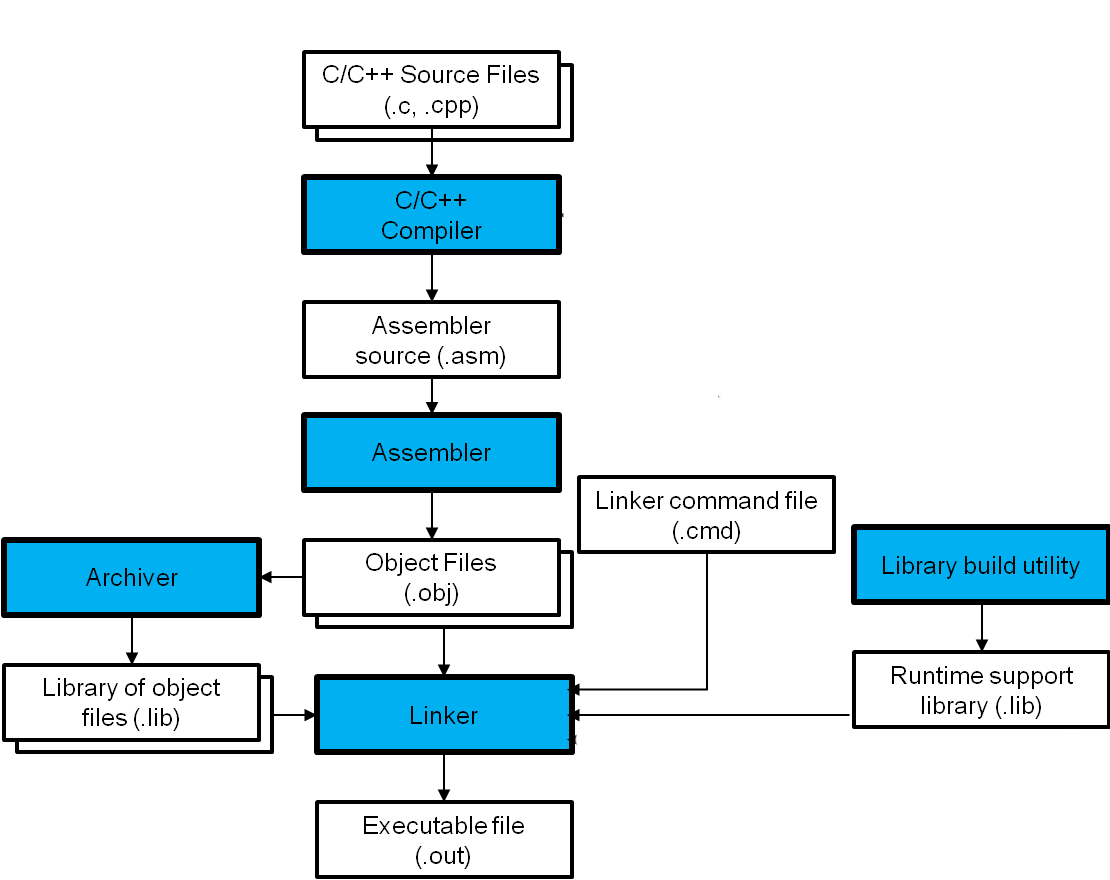 C/C++ Source Files
(.c, .cpp)
C/C++
Compiler
Assembler
source (.asm)
Assembler
Linker command file
(.cmd)
Library build utility
Archiver
Object Files
(.obj)
Library of object
files (.lib)
Linker
Runtime support
library (.lib)
Executable file
(.out)